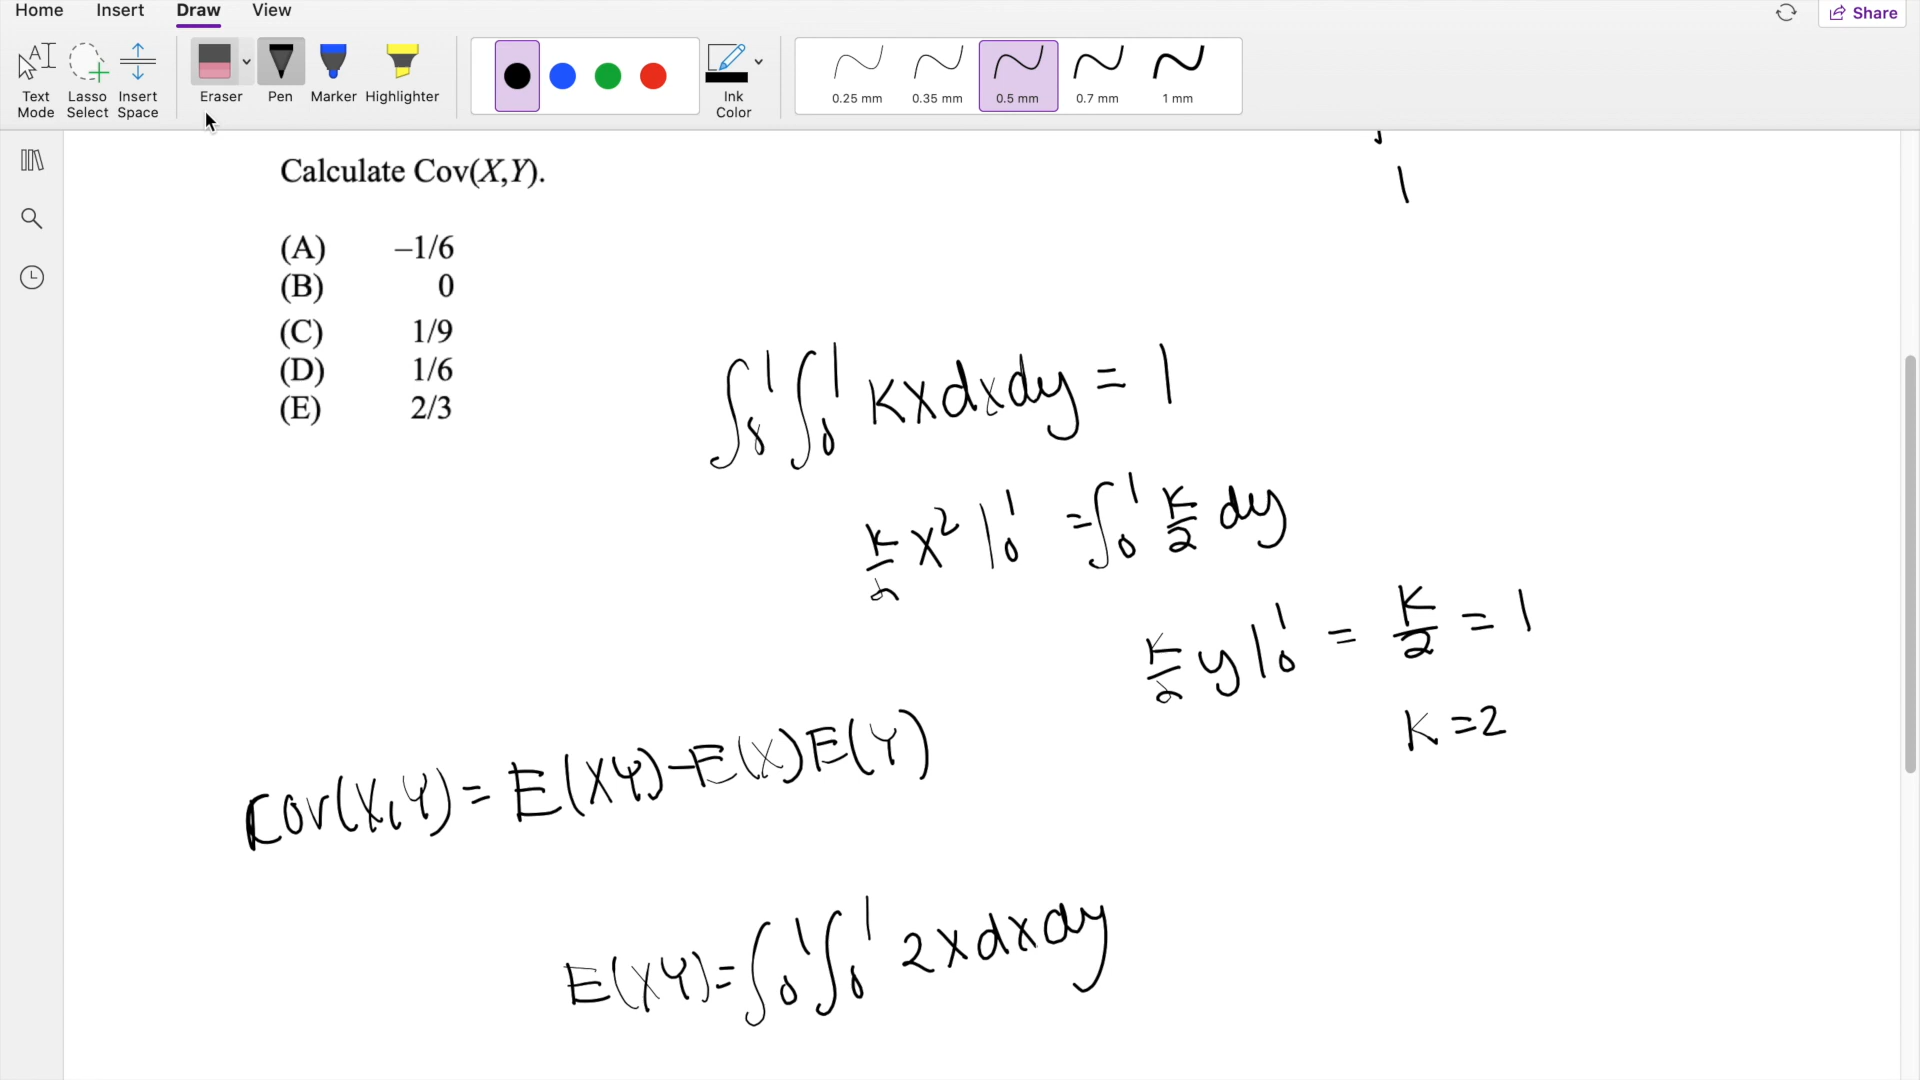 Home Insert Draw View
Share
Text Mode
Lasso Select
Insert Space
Eraser
Pen
Marker
Highlighter
Ink Color
0.25 mm
0.35 mm
0.5 mm
0.7 mm
1 mm
1
Calculate Cov(X,Y).
(A) –1/6
(B) 0
(C) 1/9
(D) 1/6
(E) 2/3
∫₀¹ ∫₀¹ kx dx dy = 1
k/2 x² |₀¹ = ∫₀¹ k/2 dy
k/2 y |₀¹ = k/2 = 1
k = 2
Cov(X,Y) = E(XY) – E(X)E(Y)
E(XY) = ∫₀¹ ∫₀¹ 2x dx dy